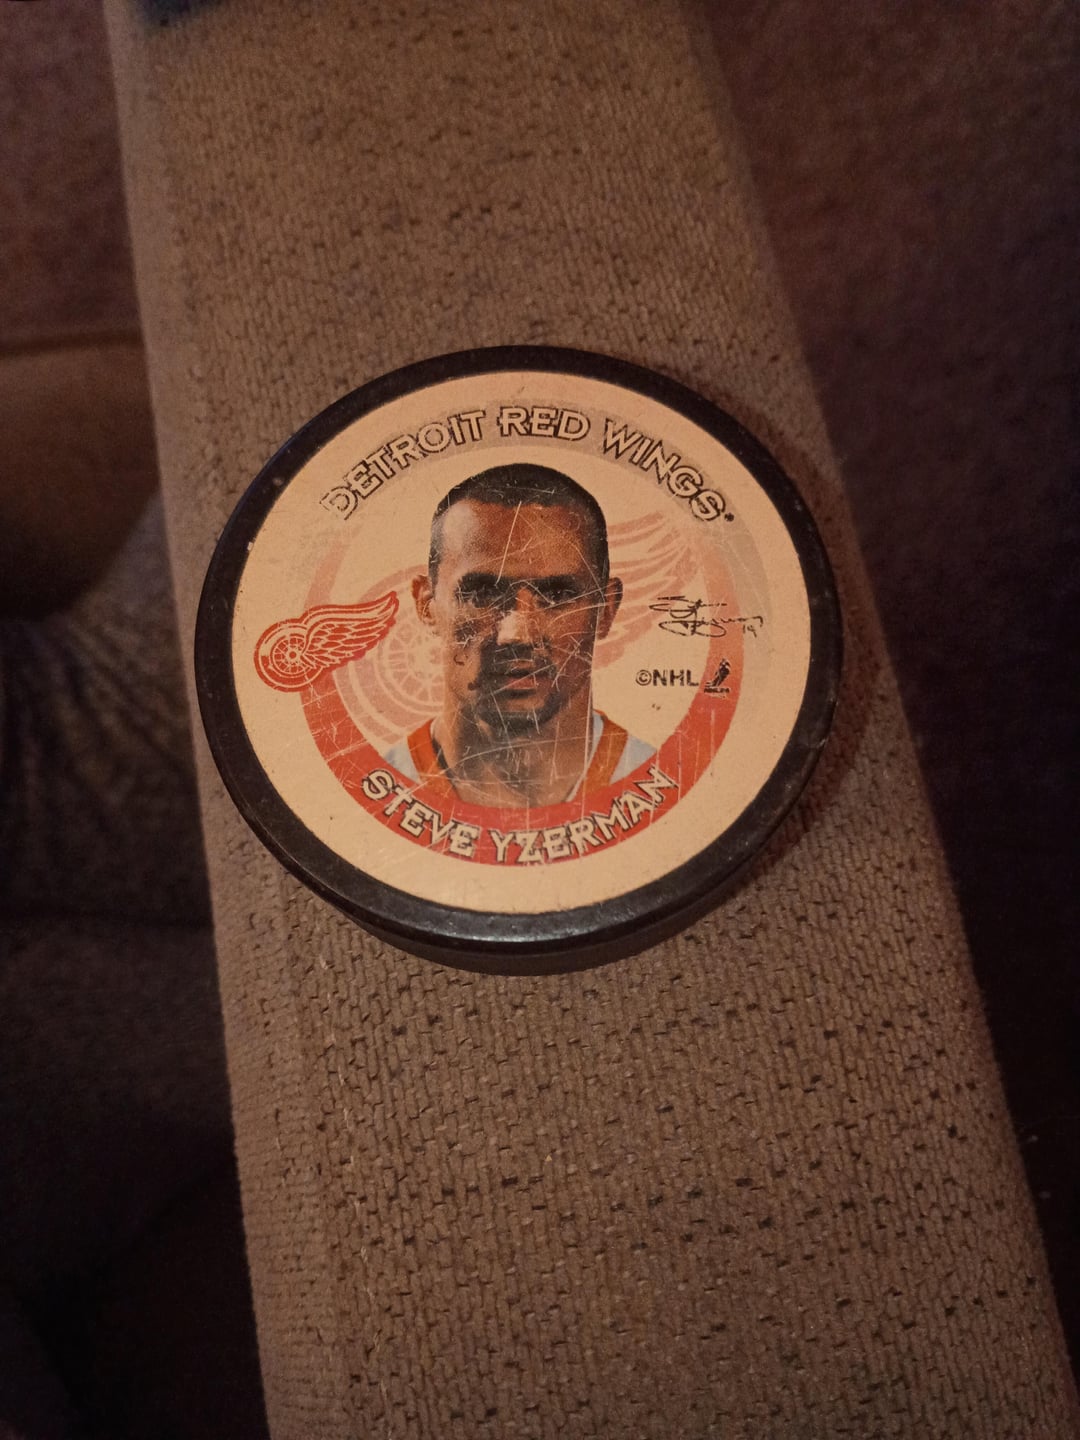 DETROIT RED WINGS
©NHL
STEVE YZERMAN